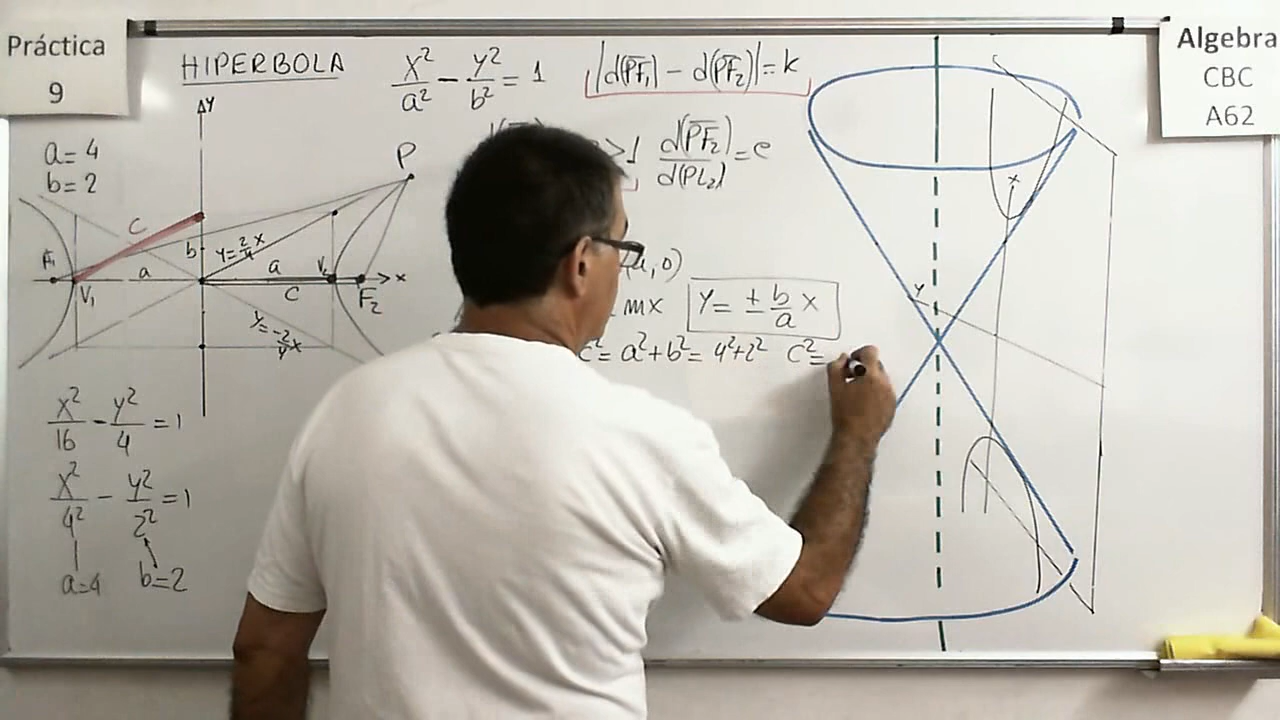 Práctica
9
Algebra
CBC
A62
HIPERBOLA
x²/a² - y²/b² = 1
|d(PF₁) - d(PF₂)| = k
>1 d(PF₂)/d(PL₂) = e
a=4
b=2
Y
P
C
b
y=2/4 x
a
a
F₁
V₁
V₂
x
C
F₂
y=-2/4 x
,0)
mx
y= ± b/a x
c²= a²+b²= 4²+2² c²=
x²/16 - y²/4 = 1
x²/4² - y²/2² = 1
a=4 b=2
x
y